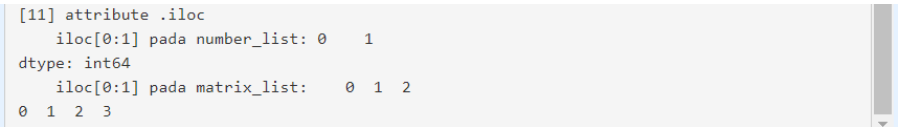 [11] attribute .iloc
    iloc[0:1] pada number_list: 0    1
dtype: int64
    iloc[0:1] pada matrix_list:    0  1  2
0  1  2  3